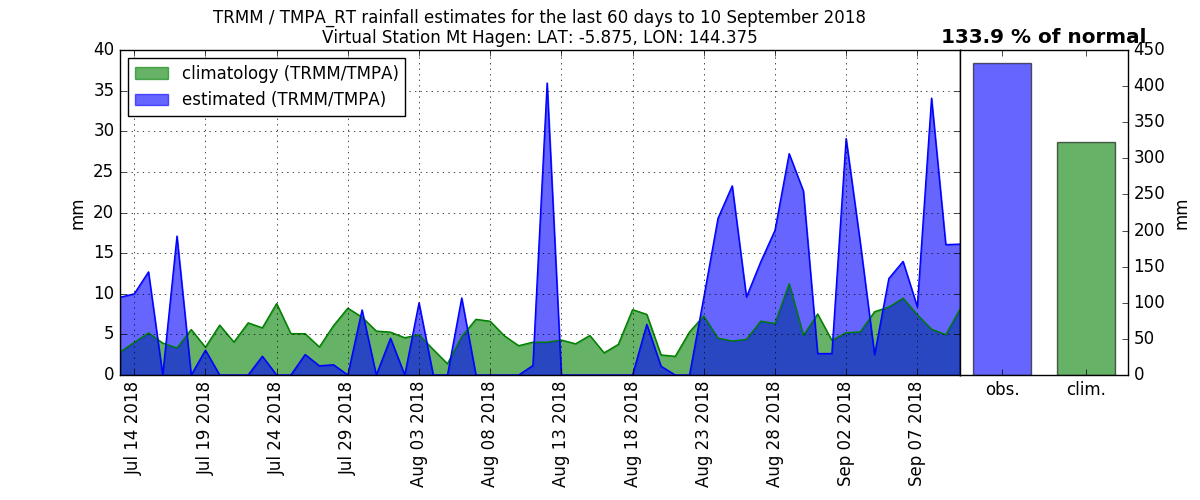 TRMM / TMPA_RT rainfall estimates for the last 60 days to 10 September 2018
Virtual Station Mt Hagen: LAT: -5.875, LON: 144.375
133.9 % of normal
climatology (TRMM/TMPA)
estimated (TRMM/TMPA)
mm
40
35
30
25
20
15
10
5
0
Jul 14 2018
Jul 19 2018
Jul 24 2018
Jul 29 2018
Aug 03 2018
Aug 08 2018
Aug 13 2018
Aug 18 2018
Aug 23 2018
Aug 28 2018
Sep 02 2018
Sep 07 2018
450
400
350
300
250
200
150
100
50
0
mm
obs.
clim.